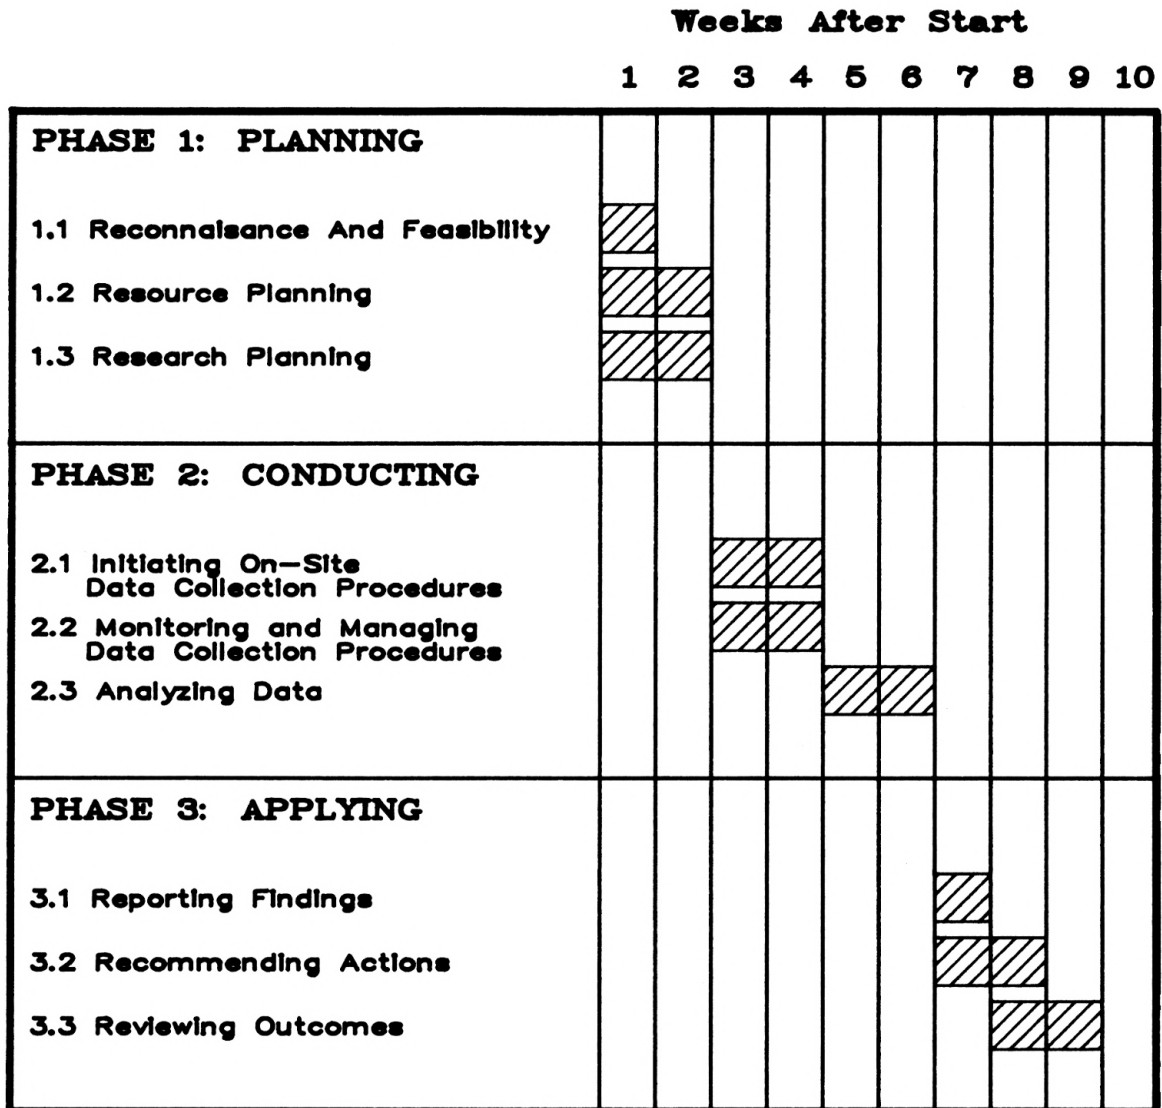 Weeks After Start
1 2 3 4 5 6 7 8 9 10
PHASE 1: PLANNING
1.1 Reconnaisance And Feasibility
1.2 Resource Planning
1.3 Research Planning
PHASE 2: CONDUCTING
2.1 Initiating On-Site
Data Collection Procedures
2.2 Monitoring and Managing
Data Collection Procedures
2.3 Analyzing Data
PHASE 3: APPLYING
3.1 Reporting Findings
3.2 Recommending Actions
3.3 Reviewing Outcomes